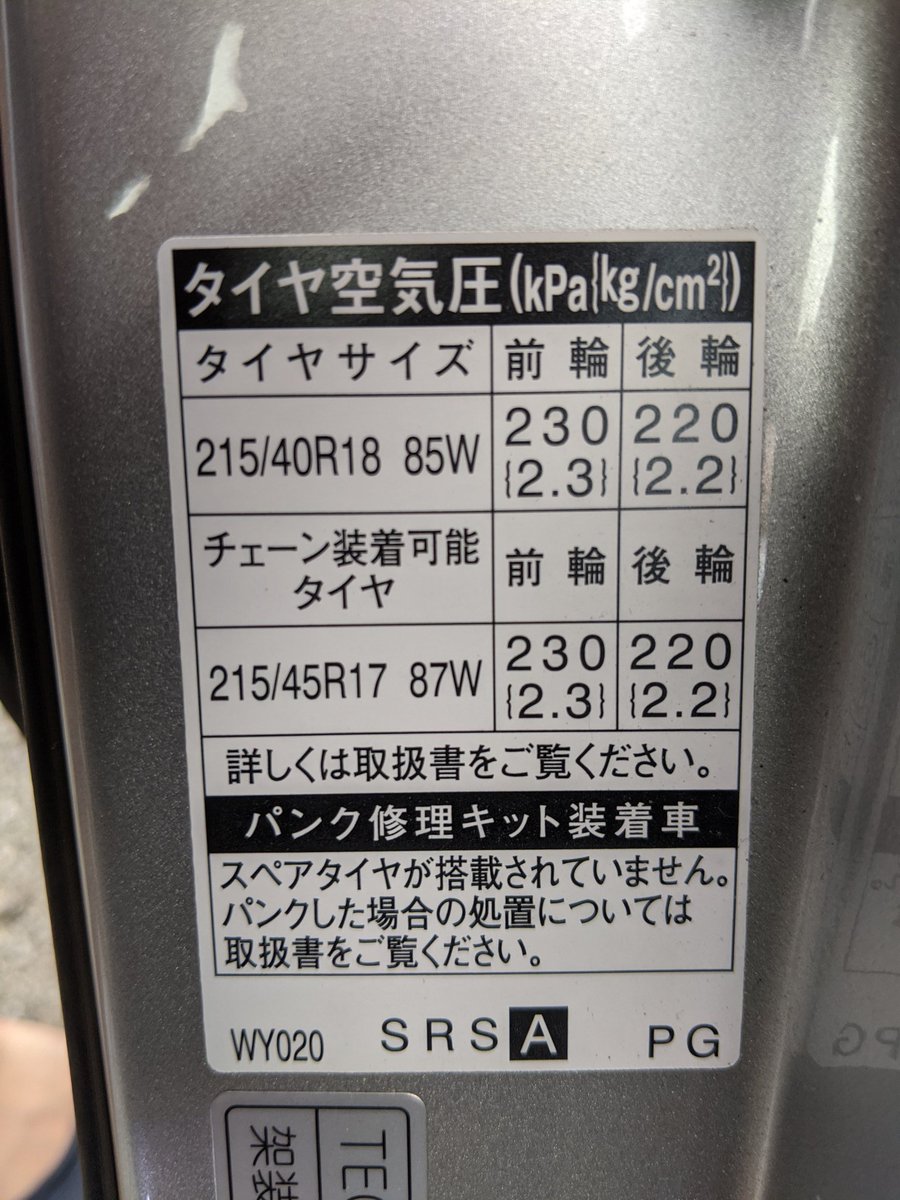 タイヤ空気圧(kPa{kg/cm²})
タイヤサイズ 前輪 後輪
215/40R18 85W 230 {2.3} 220 {2.2}
チェーン装着可能タイヤ 前輪 後輪
215/45R17 87W 230 {2.3} 220 {2.2}
詳しくは取扱書をご覧ください。
パンク修理キット装着車
スペアタイヤが搭載されていません。
パンクした場合の処置については
取扱書をご覧ください。
WY020 SRS A PG
TEC
架装